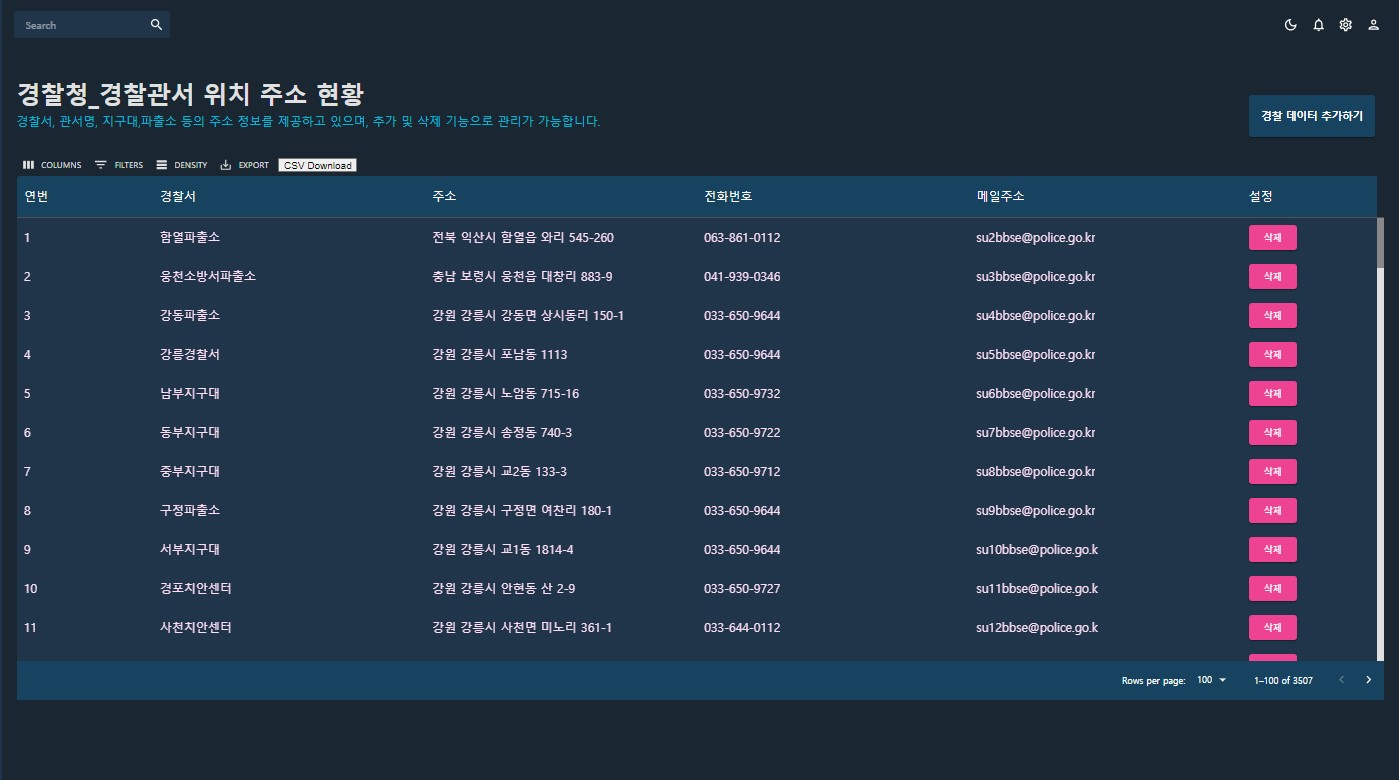 Search
경찰청_경찰관서 위치 주소 현황
경찰서, 관서명, 지구대,파출소 등의 주소 정보를 제공하고 있으며, 추가 및 삭제 기능으로 관리가 가능합니다.
경찰 데이터 추가하기
COLUMNS FILTERS DENSITY EXPORT CSV Download
연번 경찰서 주소 전화번호 메일주소 설정
1 함열파출소 전북 익산시 함열읍 와리 545-260 063-861-0112 su2bbse@police.go.kr 삭제
2 웅천소방서파출소 충남 보령시 웅천읍 대창리 883-9 041-939-0346 su3bbse@police.go.kr 삭제
3 강동파출소 강원 강릉시 강동면 상시동리 150-1 033-650-9644 su4bbse@police.go.kr 삭제
4 강릉경찰서 강원 강릉시 포남동 1113 033-650-9644 su5bbse@police.go.kr 삭제
5 남부지구대 강원 강릉시 노암동 715-16 033-650-9732 su6bbse@police.go.kr 삭제
6 동부지구대 강원 강릉시 송정동 740-3 033-650-9722 su7bbse@police.go.kr 삭제
7 중부지구대 강원 강릉시 교2동 133-3 033-650-9712 su8bbse@police.go.kr 삭제
8 구정파출소 강원 강릉시 구정면 여찬리 180-1 033-650-9644 su9bbse@police.go.kr 삭제
9 서부지구대 강원 강릉시 교1동 1814-4 033-650-9644 su10bbse@police.go.k 삭제
10 경포치안센터 강원 강릉시 안현동 산 2-9 033-650-9727 su11bbse@police.go.k 삭제
11 사천치안센터 강원 강릉시 사천면 미노리 361-1 033-644-0112 su12bbse@police.go.k 삭제
Rows per page: 100 1–100 of 3507